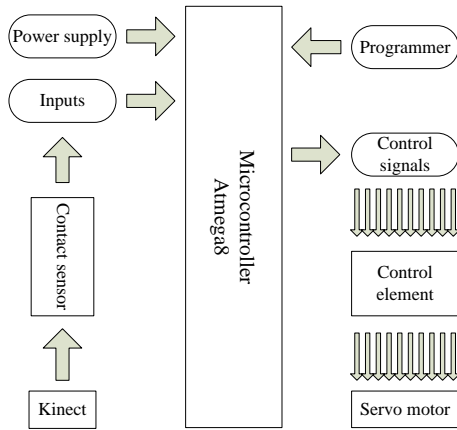 Power supply
Programmer
Inputs
Control
signals
Microcontroller
Atmega8
Contact sensor
Control
element
Kinect
Servo motor